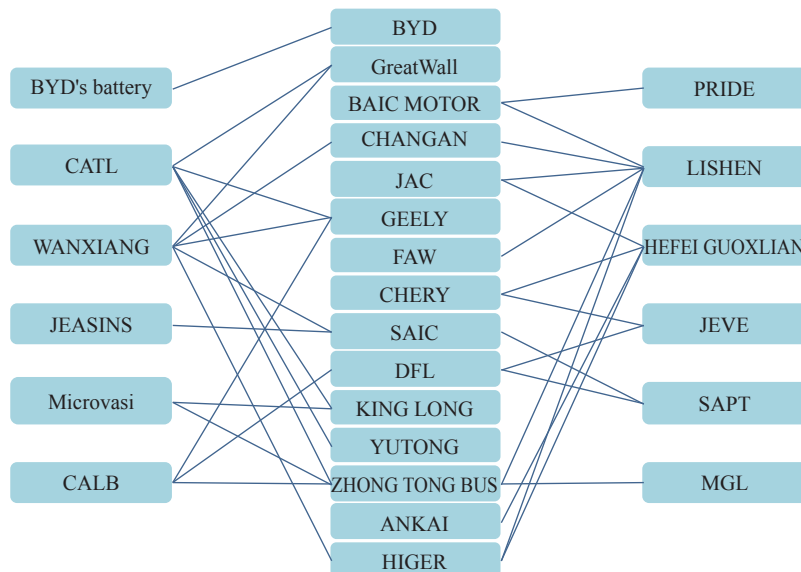 BYD's battery
CATL
WANXIANG
JEASINS
Microvasi
CALB
BYD
GreatWall
BAIC MOTOR
CHANGAN
JAC
GEELY
FAW
CHERY
SAIC
DFL
KING LONG
YUTONG
ZHONG TONG BUS
ANKAI
HIGER
PRIDE
LISHEN
HEFEI GUOXLIAN
JEVE
SAPT
MGL